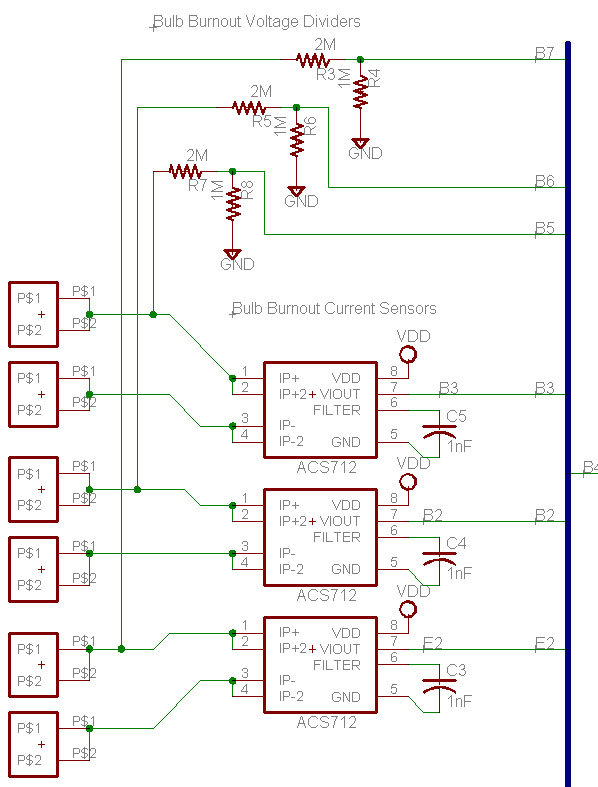 Bulb Burnout Voltage Dividers
2M
B7
R3
1M
R4
2M
R5
1M
R6
GND
2M
R7
1M
R8
B6
GND
B5
GND
P$1
P$1
P$2
P$2
Bulb Burnout Current Sensors
VDD
1 IP+ VDD 8
2 IP+2 VIOUT 7 B3 B3
FILTER 6
3 IP-
4 IP-2 GND 5
C5
1nF
ACS712
P$1
P$1
P$2
P$2
VDD
B4
P$1
P$1
P$2
P$2
1 IP+ VDD 8
2 IP+2 VIOUT 7 B2 B2
FILTER 6
3 IP-
4 IP-2 GND 5
C4
1nF
ACS712
P$1
P$1
P$2
P$2
VDD
P$1
P$1
P$2
P$2
1 IP+ VDD 8
2 IP+2 VIOUT 7 E2 E2
FILTER 6
3 IP-
4 IP-2 GND 5
C3
1nF
ACS712
P$1
P$1
P$2
P$2